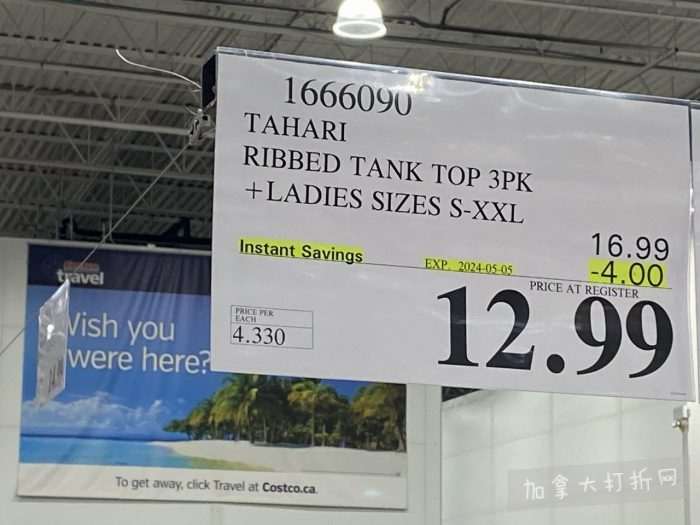 1666090
TAHARI
RIBBED TANK TOP 3PK
+LADIES SIZES S-XXL
16.99
Instant Savings
EXP. 2024-05-05
-4.00
PRICE AT REGISTER
12.99
PRICE PER
EACH
4.330
travel
Wish you
were here?
To get away, click Travel at Costco.ca.
加拿大打折网